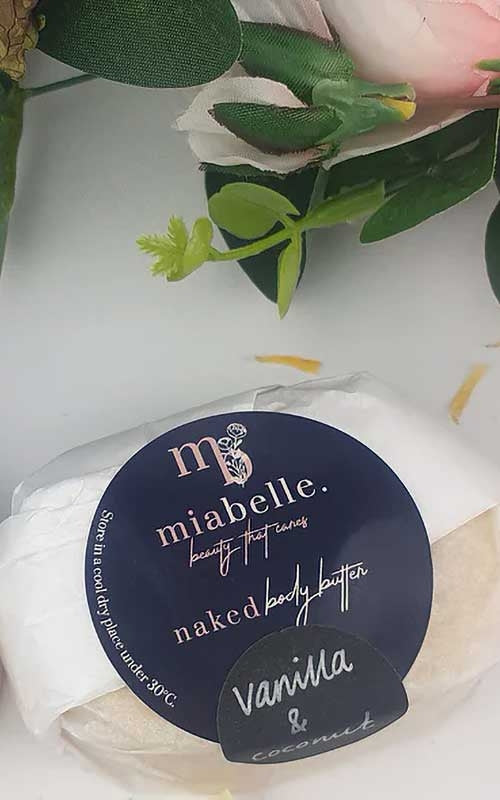 mb
miabelle.
beauty that cares
naked body butter
Store in a cool dry place under 30°C.
Vanilla
&
coconut